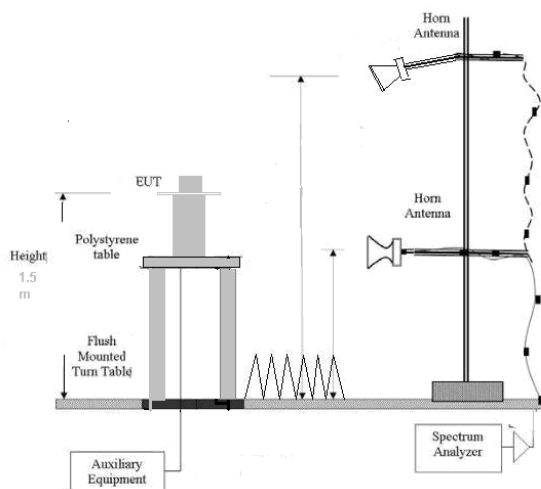 Horn
Antenna
EUT
Horn
Antenna
Polystyrene
table
Height
1.5
m
Flush
Mounted
Turn Table
Spectrum
Analyzer
Auxiliary
Equipment